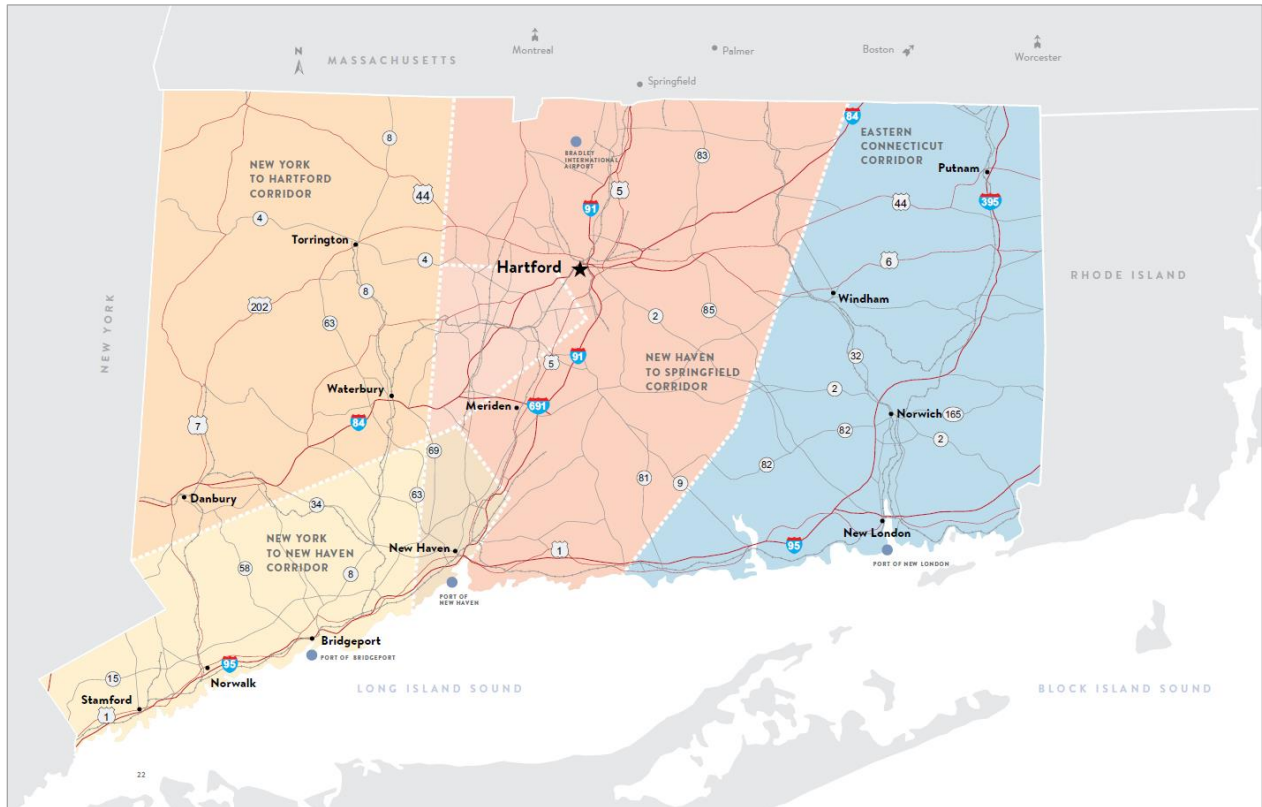 Montreal
Palmer
Boston
Worcester
N
MASSACHUSETTS
Springfield
84
EASTERN
CONNECTICUT
CORRIDOR
8
BRADLEY
INTERNATIONAL
AIRPORT
83
NEW YORK
TO HARTFORD
CORRIDOR
Putnam
44
5
44
395
91
4
Torrington
4
Hartford
6
RHODE ISLAND
8
Windham
202
63
2
85
NEW YORK
5
91
32
NEW HAVEN
TO SPRINGFIELD
CORRIDOR
Waterbury
2
Meriden
691
Norwich
165
84
7
82
2
69
82
81
9
63
Danbury
34
New London
NEW YORK
TO NEW HAVEN
CORRIDOR
New Haven
1
95
PORT OF NEW LONDON
58
8
PORT OF
NEW HAVEN
Bridgeport
PORT OF BRIDGEPORT
95
15
Norwalk
LONG ISLAND SOUND
BLOCK ISLAND SOUND
Stamford
1
22